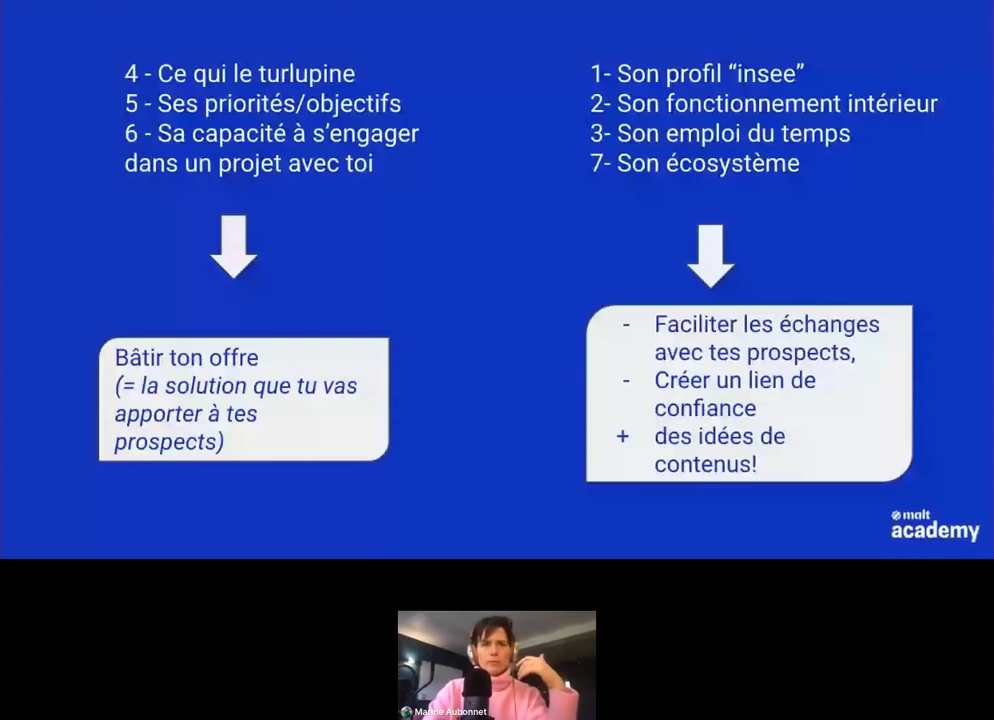 4 - Ce qui le turlupine
5 - Ses priorités/objectifs
6 - Sa capacité à s’engager
dans un projet avec toi
Bâtir ton offre
(= la solution que tu vas
apporter à tes
prospects)
1- Son profil “insee”
2- Son fonctionnement intérieur
3- Son emploi du temps
7- Son écosystème
- Faciliter les échanges
avec tes prospects,
- Créer un lien de
confiance
+ des idées de
contenus!
malt
academy
Marine Aubonnet